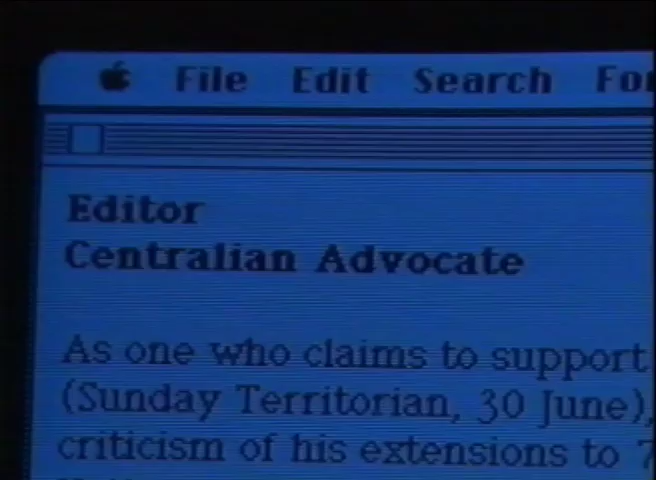 File Edit Search
Editor
Centralian Advocate
As one who claims to support
(Sunday Territorian, 30 June),
criticism of his extensions to 7